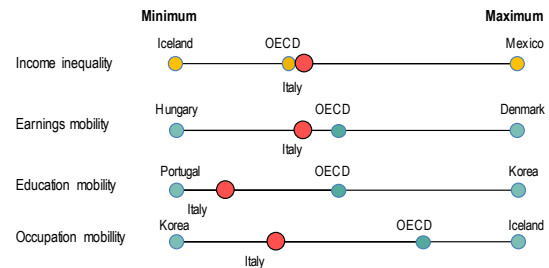 Minimum Maximum
Iceland OECD Mexico
Income inequality
Italy
Hungary OECD Denmark
Earnings mobility
Italy
Portugal OECD Korea
Education mobility
Italy
Korea OECD Iceland
Occupation mobillity
Italy